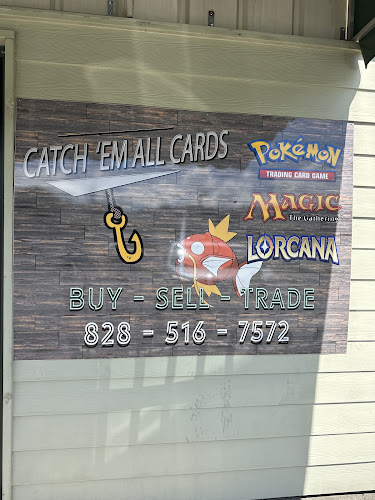 CATCH 'EM ALL CARDS
POKéMON
TRADING CARD GAME
MAGIC
The Gathering
LORCANA
BUY - SELL - TRADE
828 - 516 - 7572